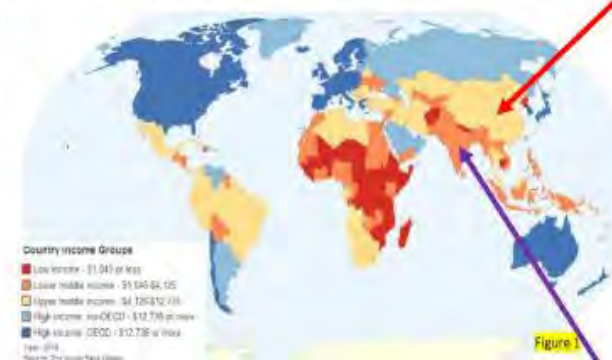 Country Income Groups
Low income - $1,045 or less
Lower middle income - $1,046-$4,125
Upper middle income - $4,126-$12,735
High income: nonOECD - $12,736 or more
High income: OECD - $12,736 or more
Figure 1